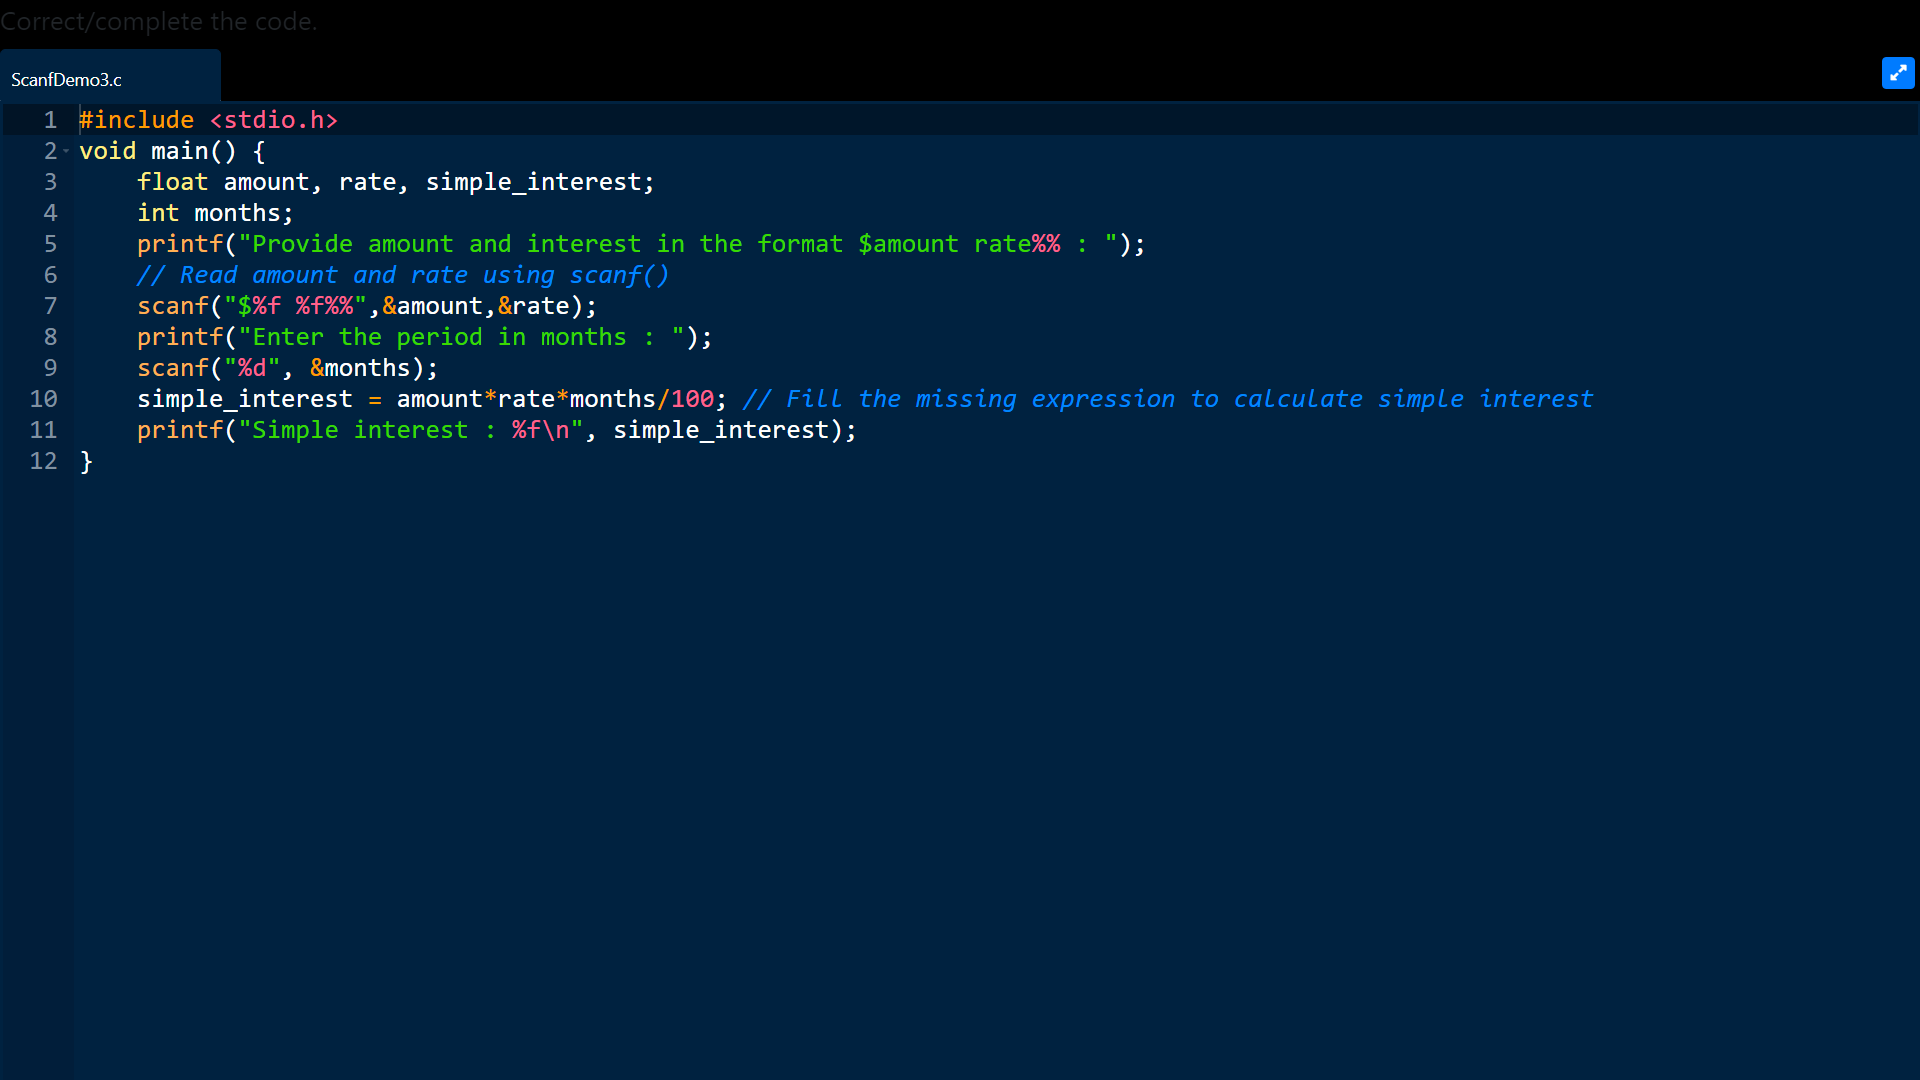 Correct/complete the code.
ScanfDemo3.c
1 #include <stdio.h>
2 void main() {
3     float amount, rate, simple_interest;
4     int months;
5     printf("Provide amount and interest in the format $amount rate%% : ");
6     // Read amount and rate using scanf()
7     scanf("$%f %f%%",&amount,&rate);
8     printf("Enter the period in months : ");
9     scanf("%d", &months);
10     simple_interest = amount*rate*months/100; // Fill the missing expression to calculate simple interest
11     printf("Simple interest : %f\n", simple_interest);
12 }